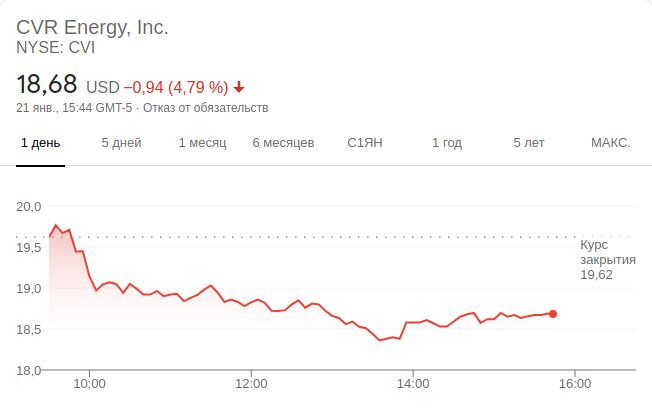 CVR Energy, Inc.
NYSE: CVI
18,68 USD −0,94 (4,79 %)
21 янв., 15:44 GMT-5 · Отказ от обязательств
1 день 5 дней 1 месяц 6 месяцев С1ЯН 1 год 5 лет МАКС.
20,0
Курс
19,5
закрытия
19,62
19,0
18,5
18,0
10:00 12:00 14:00 16:00